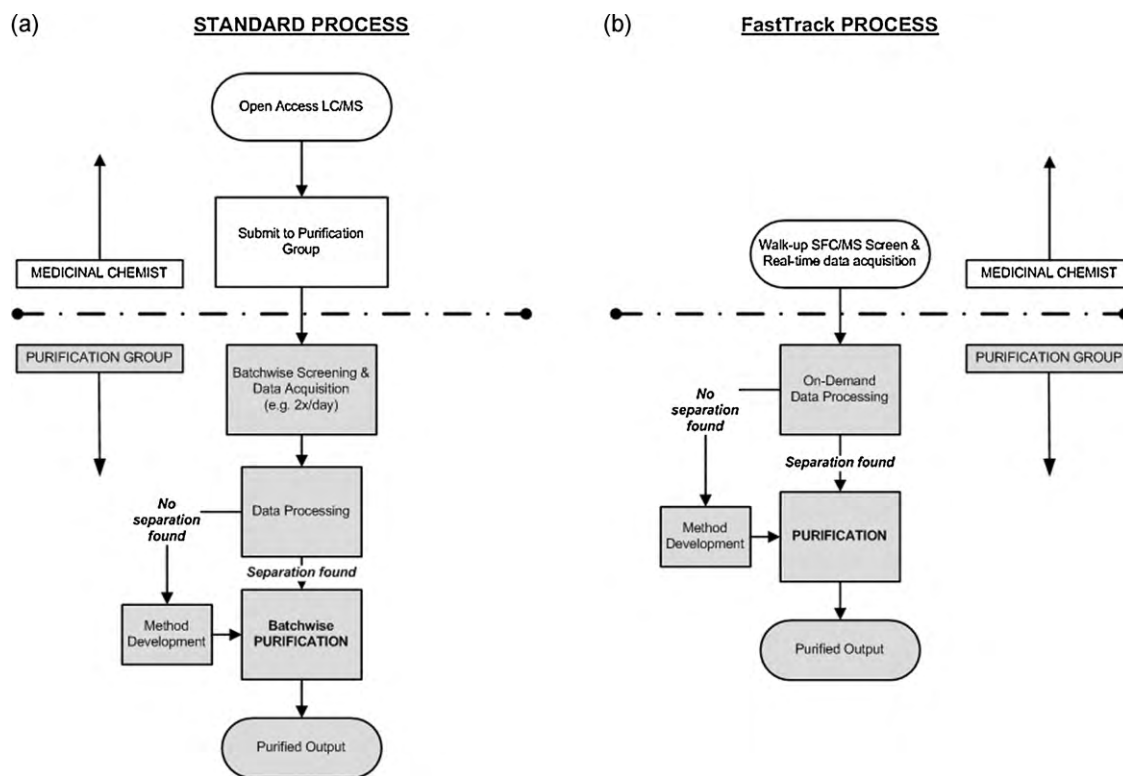 (a)
STANDARD PROCESS
Open Access LC/MS
Submit to Purification
Group
MEDICINAL CHEMIST
PURIFICATION GROUP
Batchwise Screening &
Data Acquisition
(e.g. 2x/day)
Data Processing
No
separation
found
Separation found
Method
Development
Batchwise
PURIFICATION
Purified Output
(b)
FastTrack PROCESS
Walk-up SFC/MS Screen &
Real-time data acquisition
MEDICINAL CHEMIST
PURIFICATION GROUP
On-Demand
Data Processing
No
separation
found
Separation found
Method
Development
PURIFICATION
Purified Output